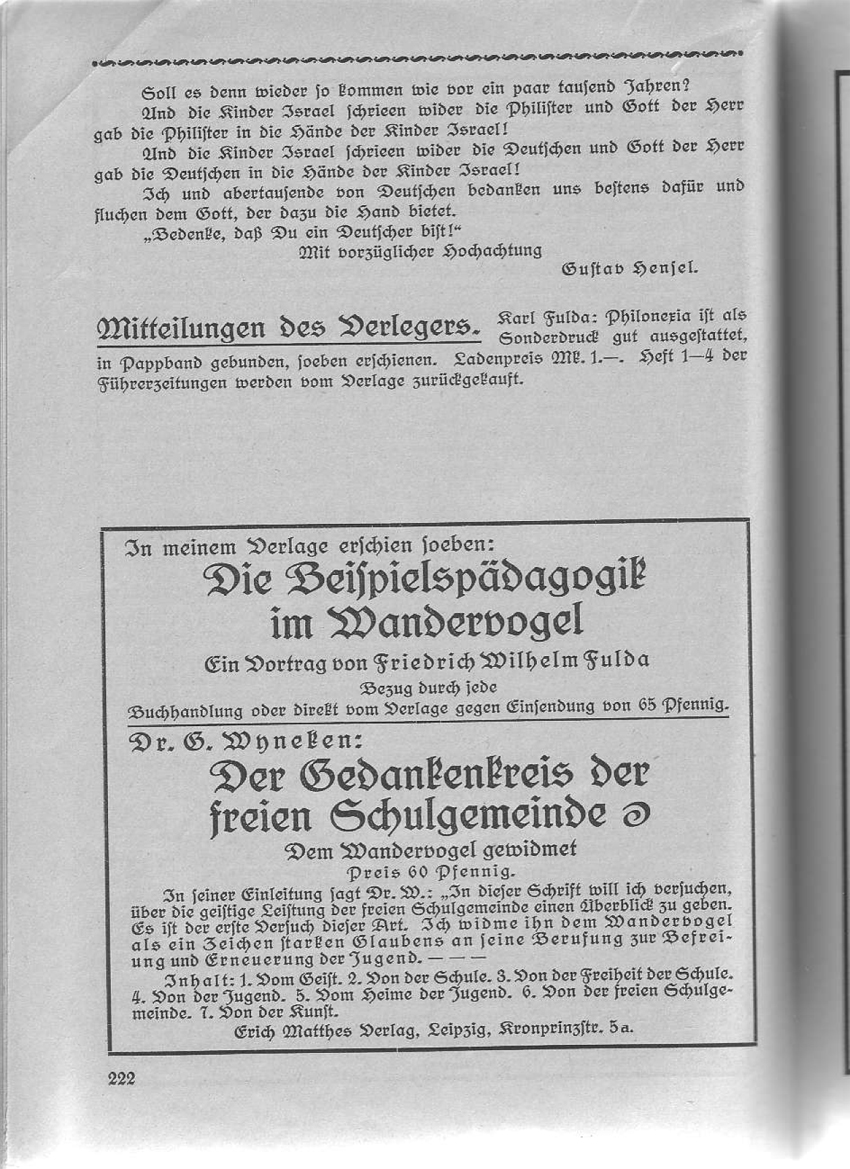 Soll es denn wieder so kommen wie vor ein paar tausend Jahren?
Und die Kinder Israel schrieen wider die Philister und Gott der Herr
gab die Philister in die Hände der Kinder Israel!
Und die Kinder Israel schrieen wider die Deutschen und Gott der Herr
gab die Deutschen in die Hände der Kinder Israel!
Ich und abertausende von Deutschen bedanken uns bestens dafür und
fluchen dem Gott, der dazu die Hand bietet.
„Bedenke, daß Du ein Deutscher bist!“
Mit vorzüglicher Hochachtung
Gustav Hensel.
Mitteilungen des Verlegers. Karl Fulda: Philonexia ist als
Sonderdruck gut ausgestattet,
in Pappband gebunden, soeben erschienen. Ladenpreis Mk. 1.—. Heft 1—4 der
Führerzeitungen werden vom Verlage zurückgekauft.
In meinem Verlage erschien soeben:
Die Beispielspädagogik
im Wandervogel
Ein Vortrag von Friedrich Wilhelm Fulda
Bezug durch jede
Buchhandlung oder direkt vom Verlage gegen Einsendung von 65 Pfennig.
Dr. G. Wyneken:
Der Gedankenkreis der
freien Schulgemeinde
Dem Wandervogel gewidmet
Preis 60 Pfennig.
In seiner Einleitung sagt Dr. W.: „In dieser Schrift will ich versuchen,
über die geistige Leistung der freien Schulgemeinde einen Überblick zu geben.
Es ist der erste Versuch dieser Art. Ich widme ihn dem Wandervogel
als ein Zeichen starken Glaubens an seine Berufung zur Befrei-
ung und Erneuerung der Jugend. — — —
Inhalt: 1. Vom Geist. 2. Von der Schule. 3. Von der Freiheit der Schule.
4. Von der Jugend. 5. Vom Heime der Jugend. 6. Von der freien Schulge-
meinde. 7. Von der Kunst.
Erich Matthes Verlag, Leipzig, Kronprinzstr. 5a.
222